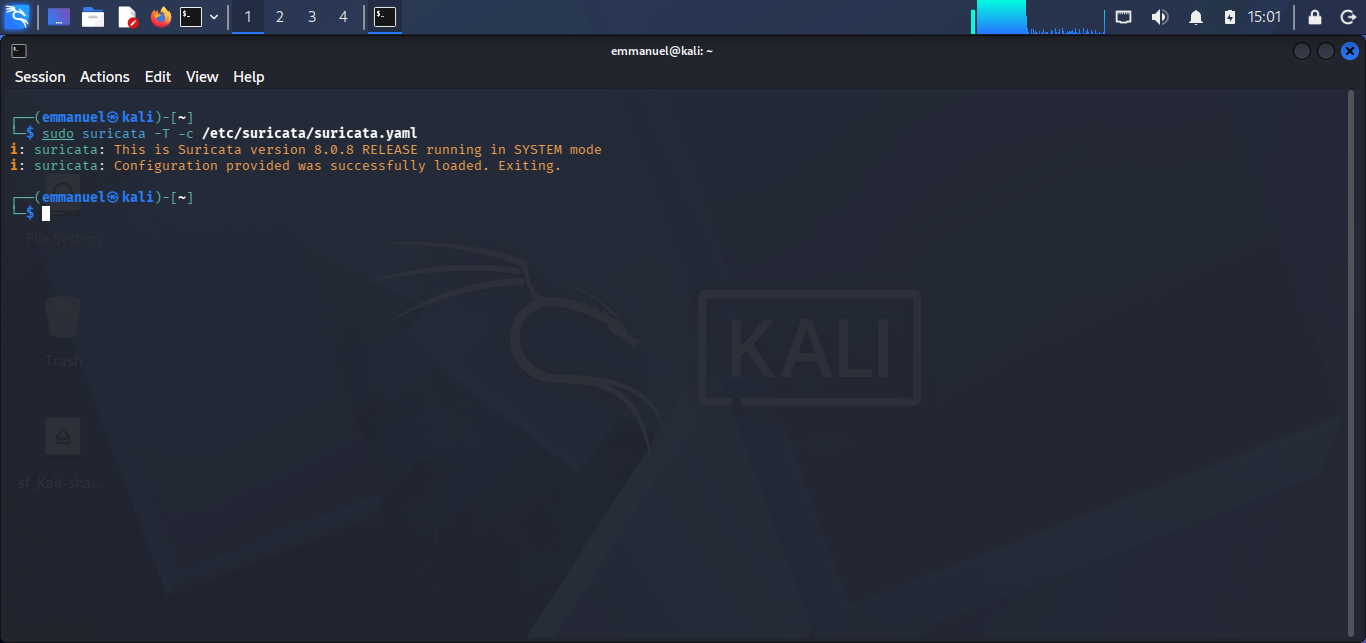 1 2 3 4 15:01
emmanuel@kali: ~
Session Actions Edit View Help
┌──(emmanuel㉿kali)-[~]
└─$ sudo suricata -T -c /etc/suricata/suricata.yaml
i: suricata: This is Suricata version 8.0.8 RELEASE running in SYSTEM mode
i: suricata: Configuration provided was successfully loaded. Exiting.
┌──(emmanuel㉿kali)-[~]
└─$
File System
KALI
Trash
sf_Kali-sha...